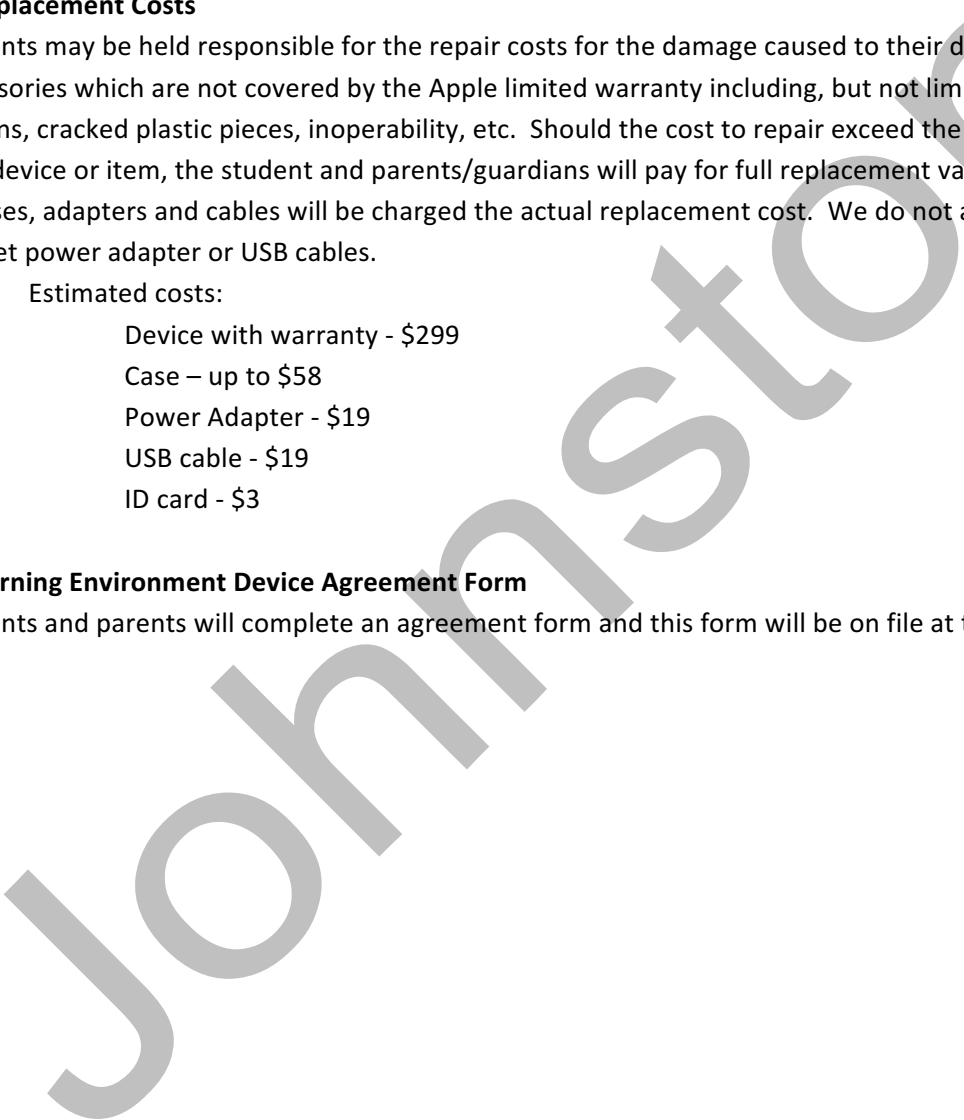 placement Costs
nts may be held responsible for the repair costs for the damage caused to their d
sories which are not covered by the Apple limited warranty including, but not lim
ns, cracked plastic pieces, inoperability, etc.  Should the cost to repair exceed the
device or item, the student and parents/guardians will pay for full replacement va
ses, adapters and cables will be charged the actual replacement cost.  We do not a
et power adapter or USB cables.
Estimated costs:
Device with warranty - $299
Case – up to $58
Power Adapter - $19
USB cable - $19
ID card - $3
rning Environment Device Agreement Form
nts and parents will complete an agreement form and this form will be on file at t
Johnsto